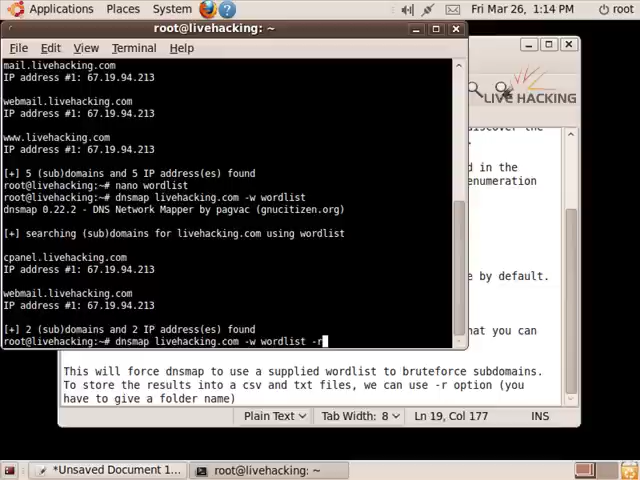 Applications Places System
Fri Mar 26, 1:14 PM
root
root@livehacking: ~
File Edit View Terminal Help
mail.livehacking.com
IP address #1: 67.19.94.213
webmail.livehacking.com
IP address #1: 67.19.94.213
www.livehacking.com
IP address #1: 67.19.94.213
[+] 5 (sub)domains and 5 IP address(es) found
root@livehacking:~# nano wordlist
root@livehacking:~# dnsmap livehacking.com -w wordlist
dnsmap 0.22.2 - DNS Network Mapper by pagvac (gnucitizen.org)
[+] searching (sub)domains for livehacking.com using wordlist
cpanel.livehacking.com
IP address #1: 67.19.94.213
webmail.livehacking.com
IP address #1: 67.19.94.213
[+] 2 (sub)domains and 2 IP address(es) found
root@livehacking:~# dnsmap livehacking.com -w wordlist -r
LIVE HACKING
discover the
d in the
enumeration
e by default.
hat you can
This will force dnsmap to use a supplied wordlist to bruteforce subdomains.
To store the results into a csv and txt files, we can use -r option (you
have to give a folder name)
Plain Text Tab Width: 8 Ln 19, Col 177 INS
*Unsaved Document 1...
root@livehacking: ~